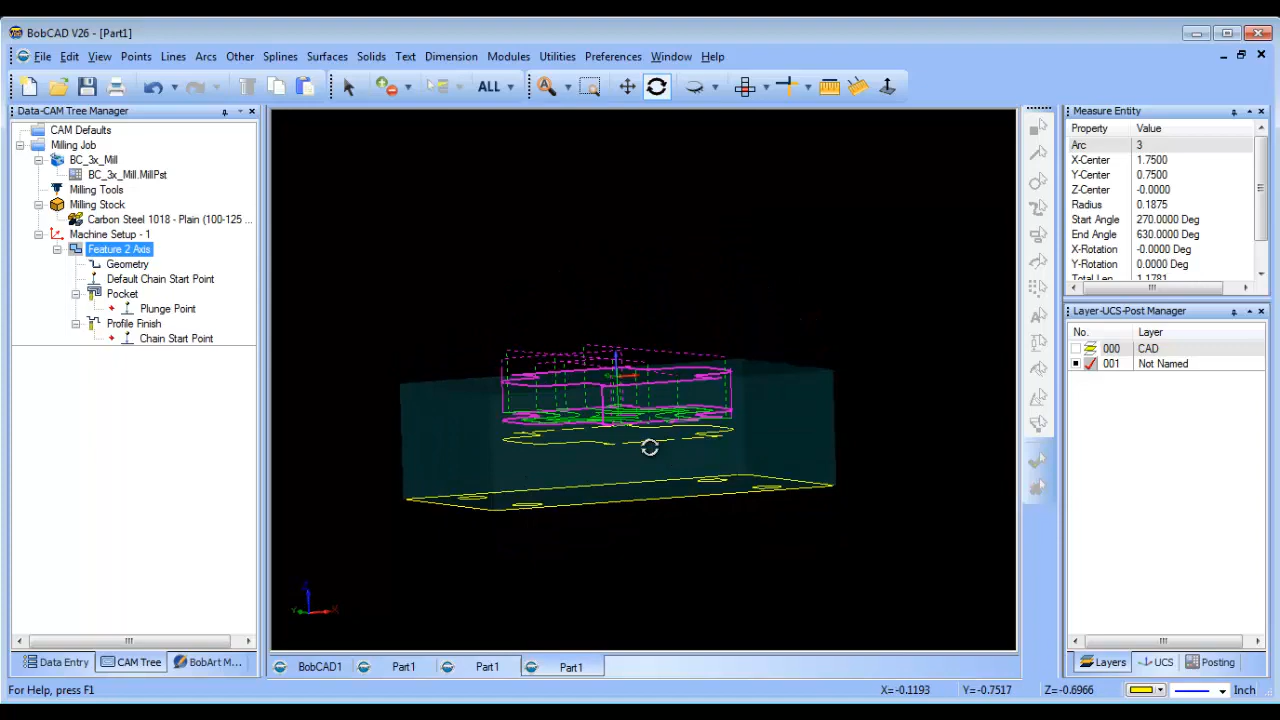 BobCAD V26 - [Part1]
File Edit View Points Lines Arcs Other Splines Surfaces Solids Text Dimension Modules Utilities Preferences Window Help
ALL
Data-CAM Tree Manager
CAM Defaults
Milling Job
BC_3x_Mill
BC_3x_Mill.MillPst
Milling Tools
Milling Stock
Carbon Steel 1018 - Plain (100-125 ...
Machine Setup - 1
Feature 2 Axis
Geometry
Default Chain Start Point
Pocket
Plunge Point
Profile Finish
Chain Start Point
Data Entry CAM Tree BobArt M...
BobCAD1 Part1 Part1 Part1
Measure Entity
Property Value
Arc 3
X-Center 1.7500
Y-Center 0.7500
Z-Center -0.0000
Radius 0.1875
Start Angle 270.0000 Deg
End Angle 630.0000 Deg
X-Rotation -0.0000 Deg
Y-Rotation 0.0000 Deg
Total Len 1.1781
Layer-UCS-Post Manager
No. Layer
000 CAD
001 Not Named
Layers UCS Posting
For Help, press F1
X=-0.1193 Y=-0.7517 Z=-0.6966 Inch